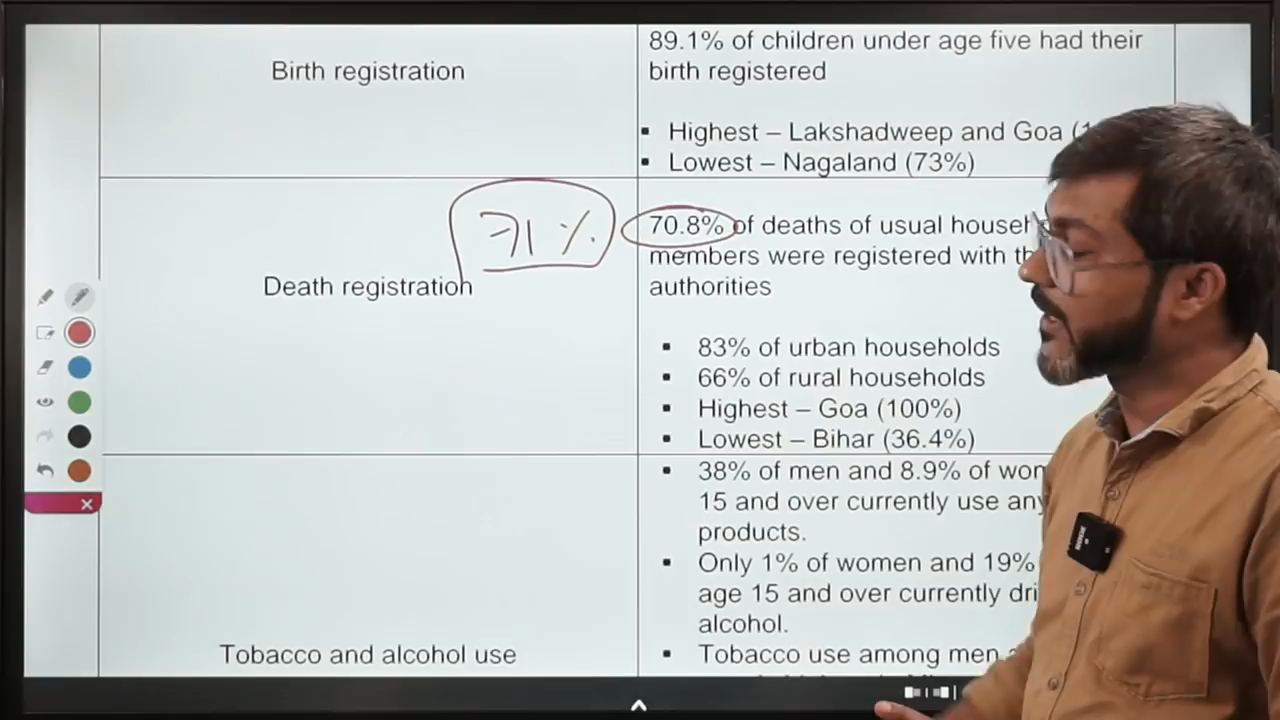 Birth registration
89.1% of children under age five had their
birth registered
▪ Highest – Lakshadweep and Goa (1
▪ Lowest – Nagaland (73%)
Death registration
71%
70.8% of deaths of usual househ
members were registered with th
authorities
▪ 83% of urban households
▪ 66% of rural households
▪ Highest – Goa (100%)
▪ Lowest – Bihar (36.4%)
Tobacco and alcohol use
▪ 38% of men and 8.9% of wom
15 and over currently use any
products.
▪ Only 1% of women and 19%
age 15 and over currently dri
alcohol.
▪ Tobacco use among men